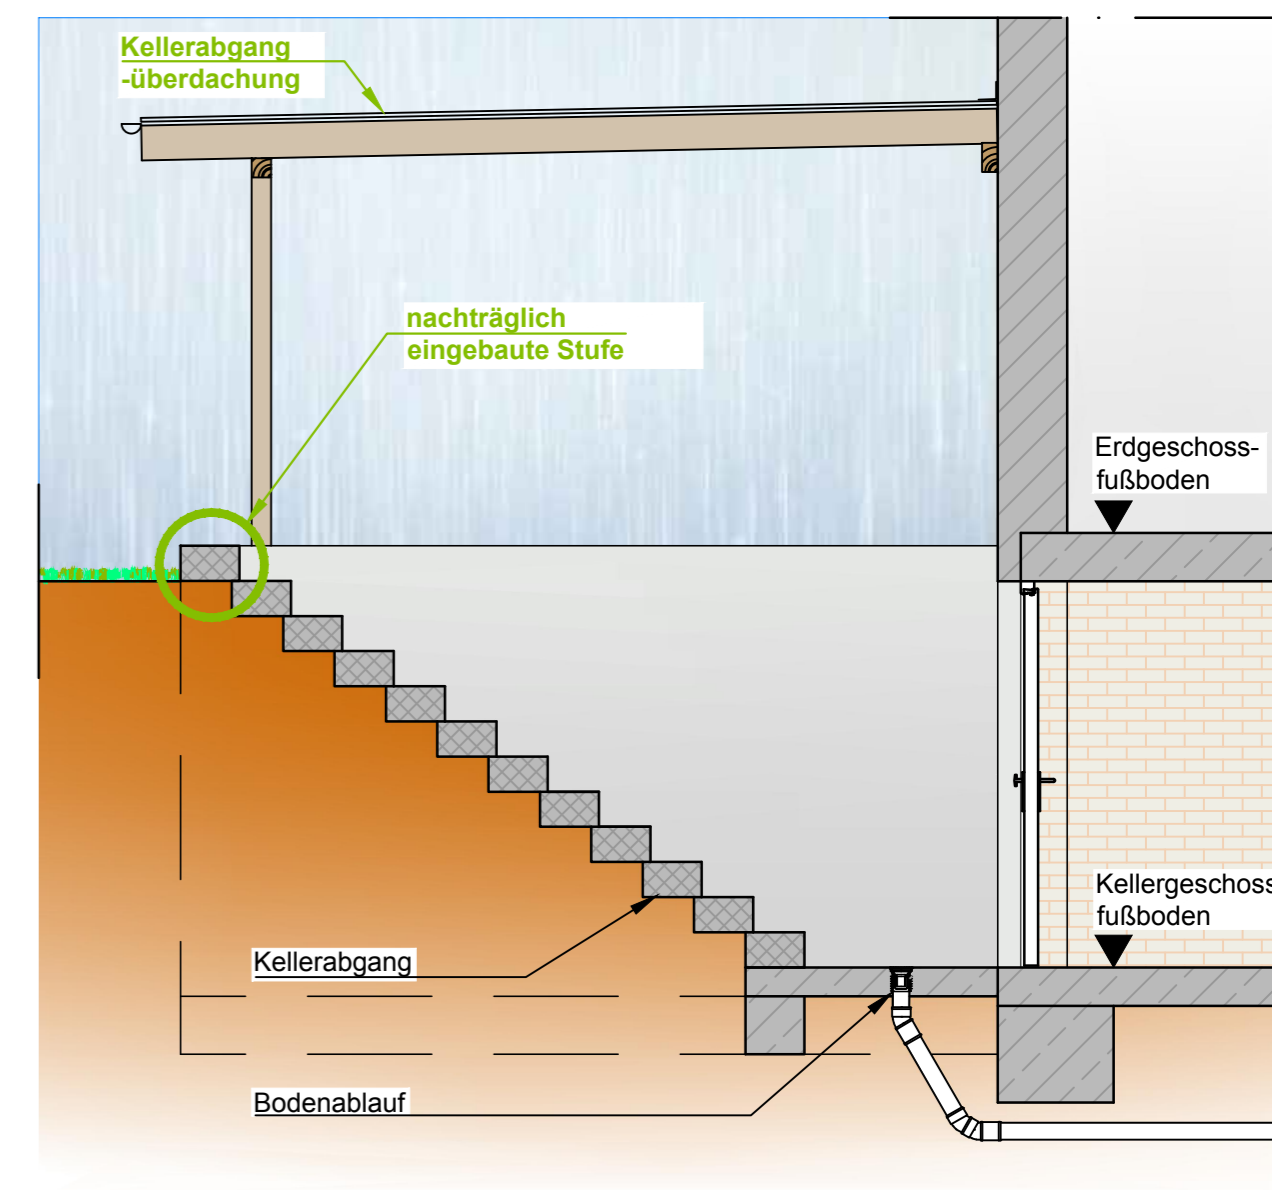 Kellerabgang
-überdachung
nachträglich
eingebaute Stufe
Erdgeschoss-
fußboden
Kellergeschoss
fußboden
Kellerabgang
Bodenablauf